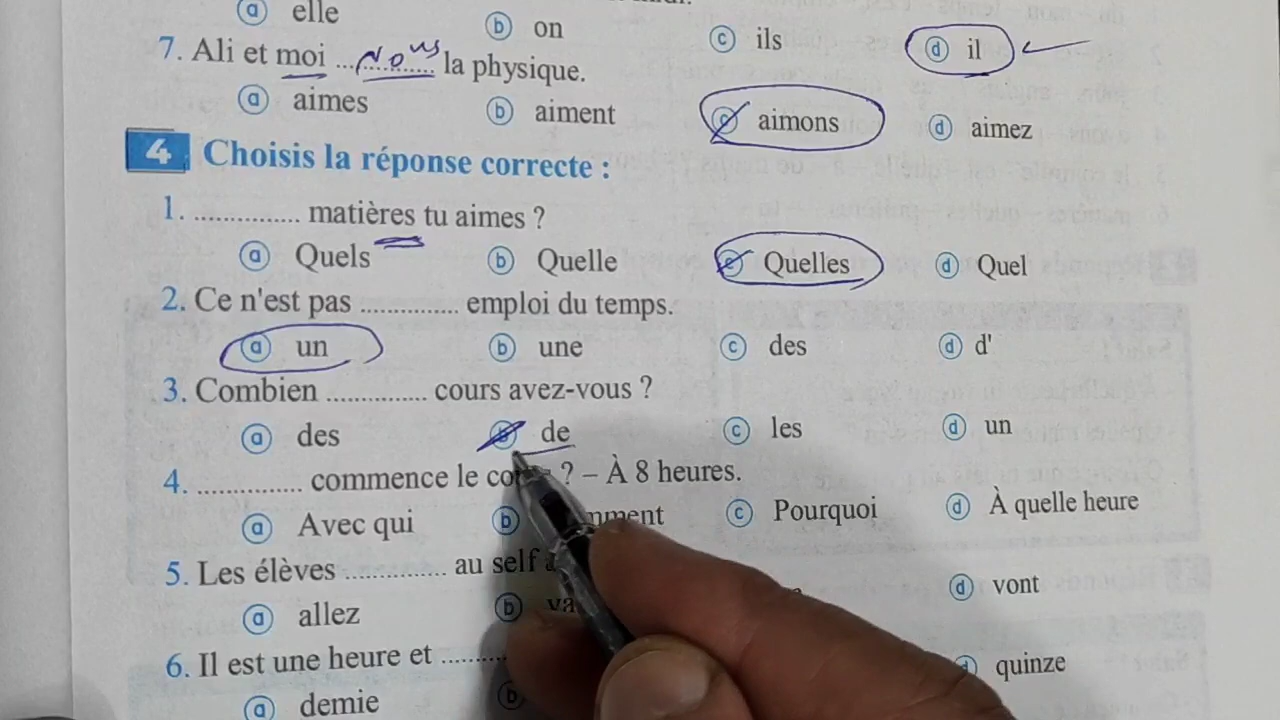 ⓐ elle ⓑ on ⓒ ils ⓓ il
7. Ali et moi ...Nous... la physique.
ⓐ aimes ⓑ aiment ⓒ aimons ⓓ aimez
4 Choisis la réponse correcte :
1. ............... matières tu aimes ?
ⓐ Quels ⓑ Quelle ⓒ Quelles ⓓ Quel
2. Ce n'est pas .............. emploi du temps.
ⓐ un ⓑ une ⓒ des ⓓ d'
3. Combien .............. cours avez-vous ?
ⓐ des ⓑ de ⓒ les ⓓ un
4. ............... commence le ? – À 8 heures.
ⓐ Avec qui ⓑ ⓒ Pourquoi ⓓ À quelle heure
5. Les élèves .............. au self
ⓐ allez ⓑ ⓓ vont
6. Il est une heure et .........
ⓐ demie ⓑ ⓓ quinze